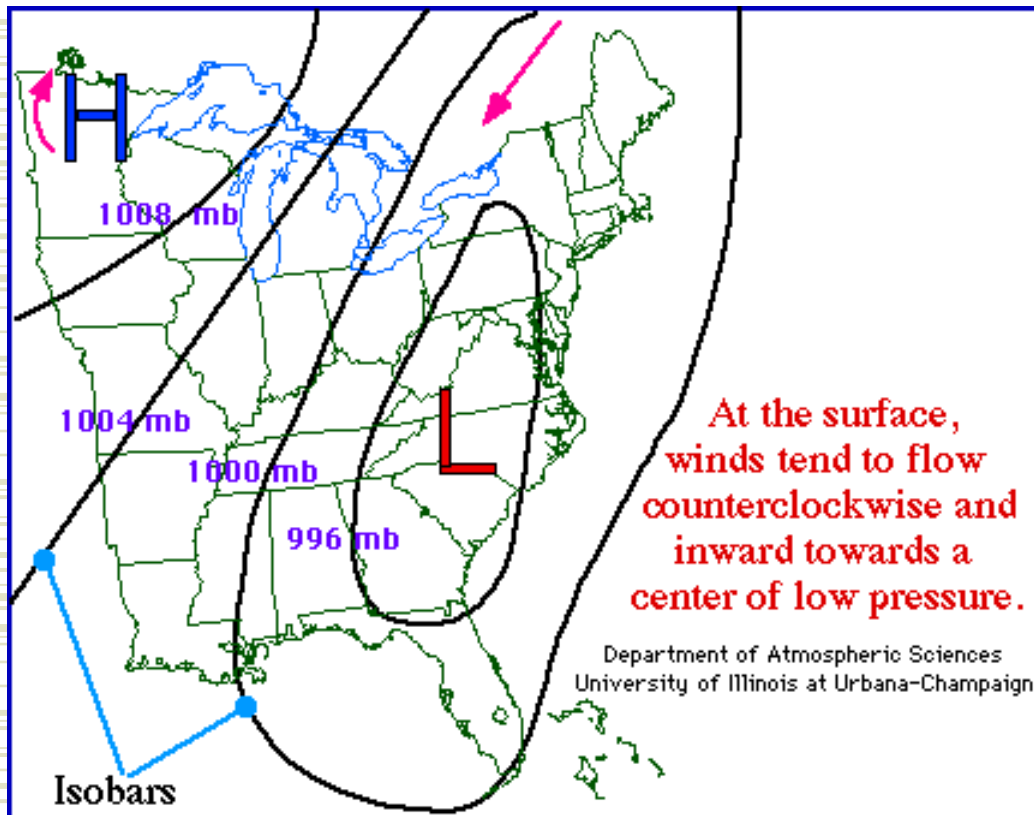 H
1008 mb
1004 mb
1000 mb
996 mb
L
At the surface,
winds tend to flow
counterclockwise and
inward towards a
center of low pressure.
Department of Atmospheric Sciences
University of Illinois at Urbana-Champaign
Isobars